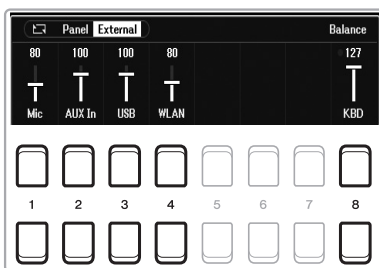 Panel External Balance
80 100 100 80 127
Mic AUX In USB WLAN KBD
1 2 3 4 5 6 7 8